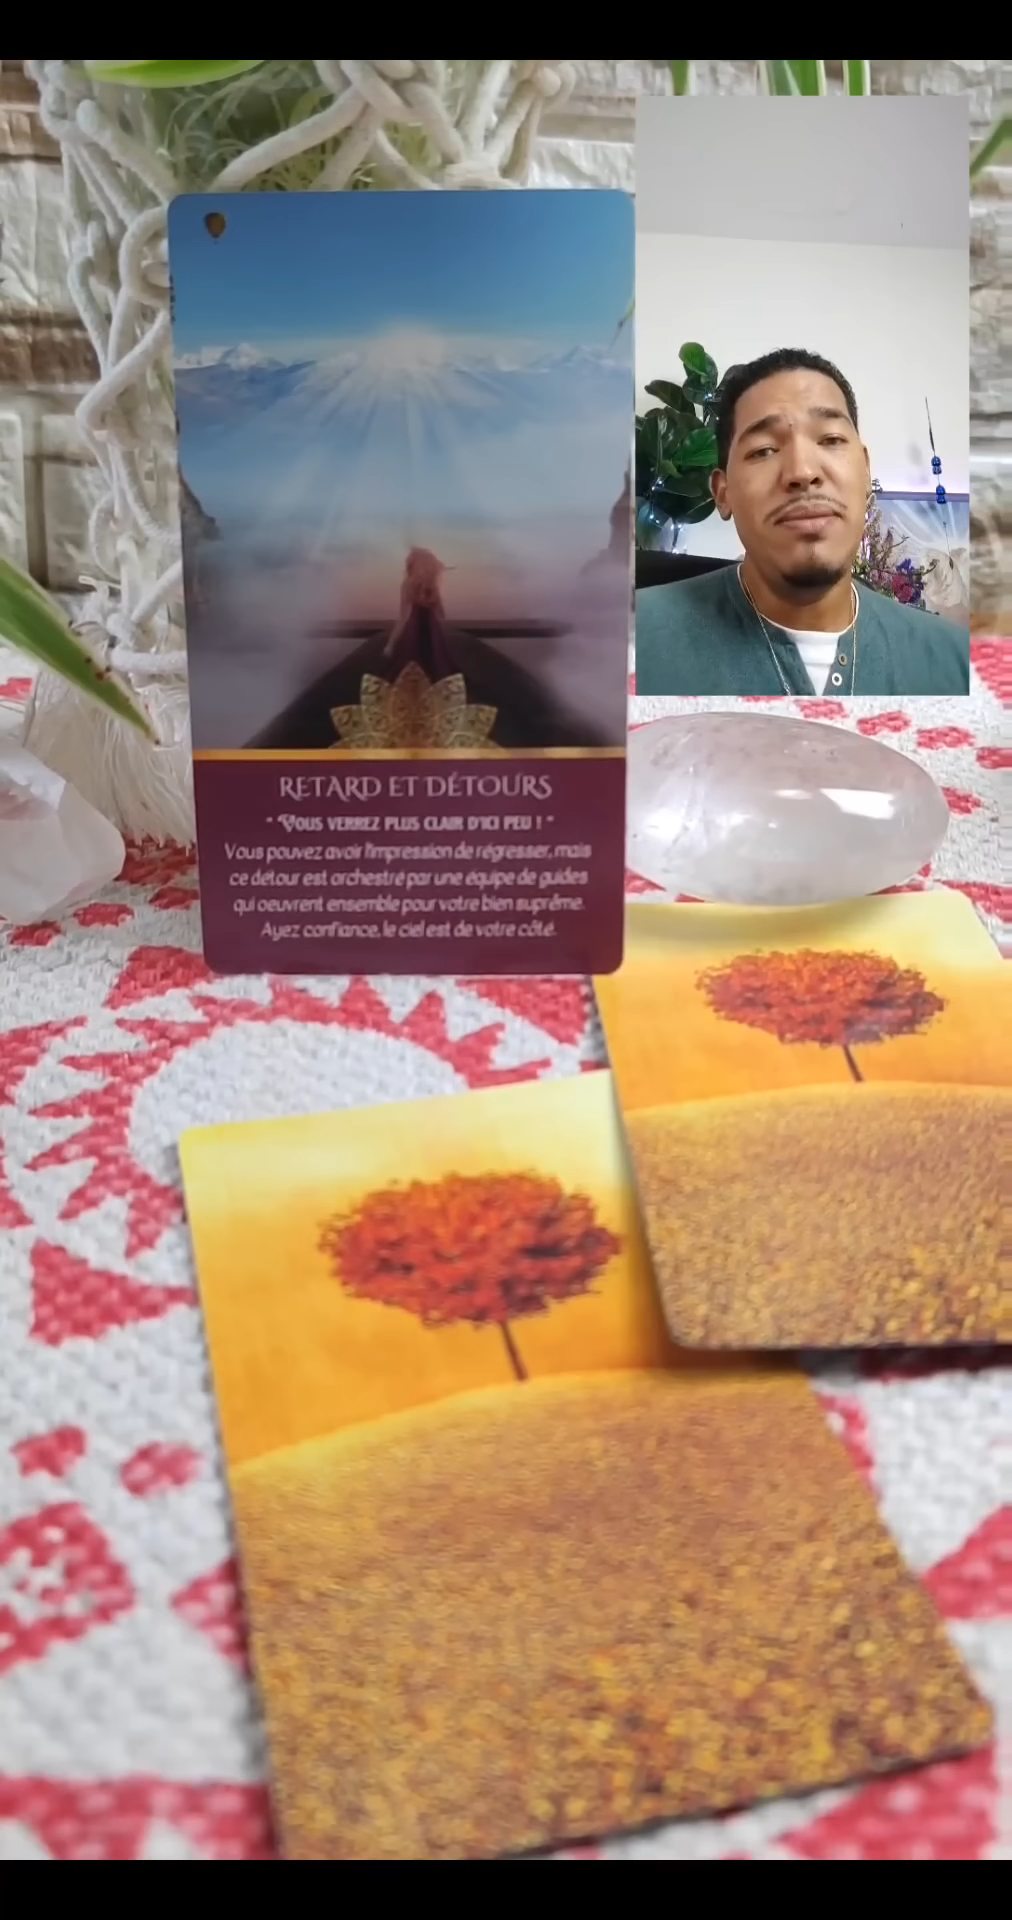 RETARD ET DÉTOURS
"VOUS VERREZ PLUS CLAIR D'ICI PEU ! "
Vous pouvez avoir l'impression de régresser, mais
ce détour est orchestré par une équipe de guides
qui oeuvrent ensemble pour votre bien suprême.
Ayez confiance, le ciel est de votre côté.